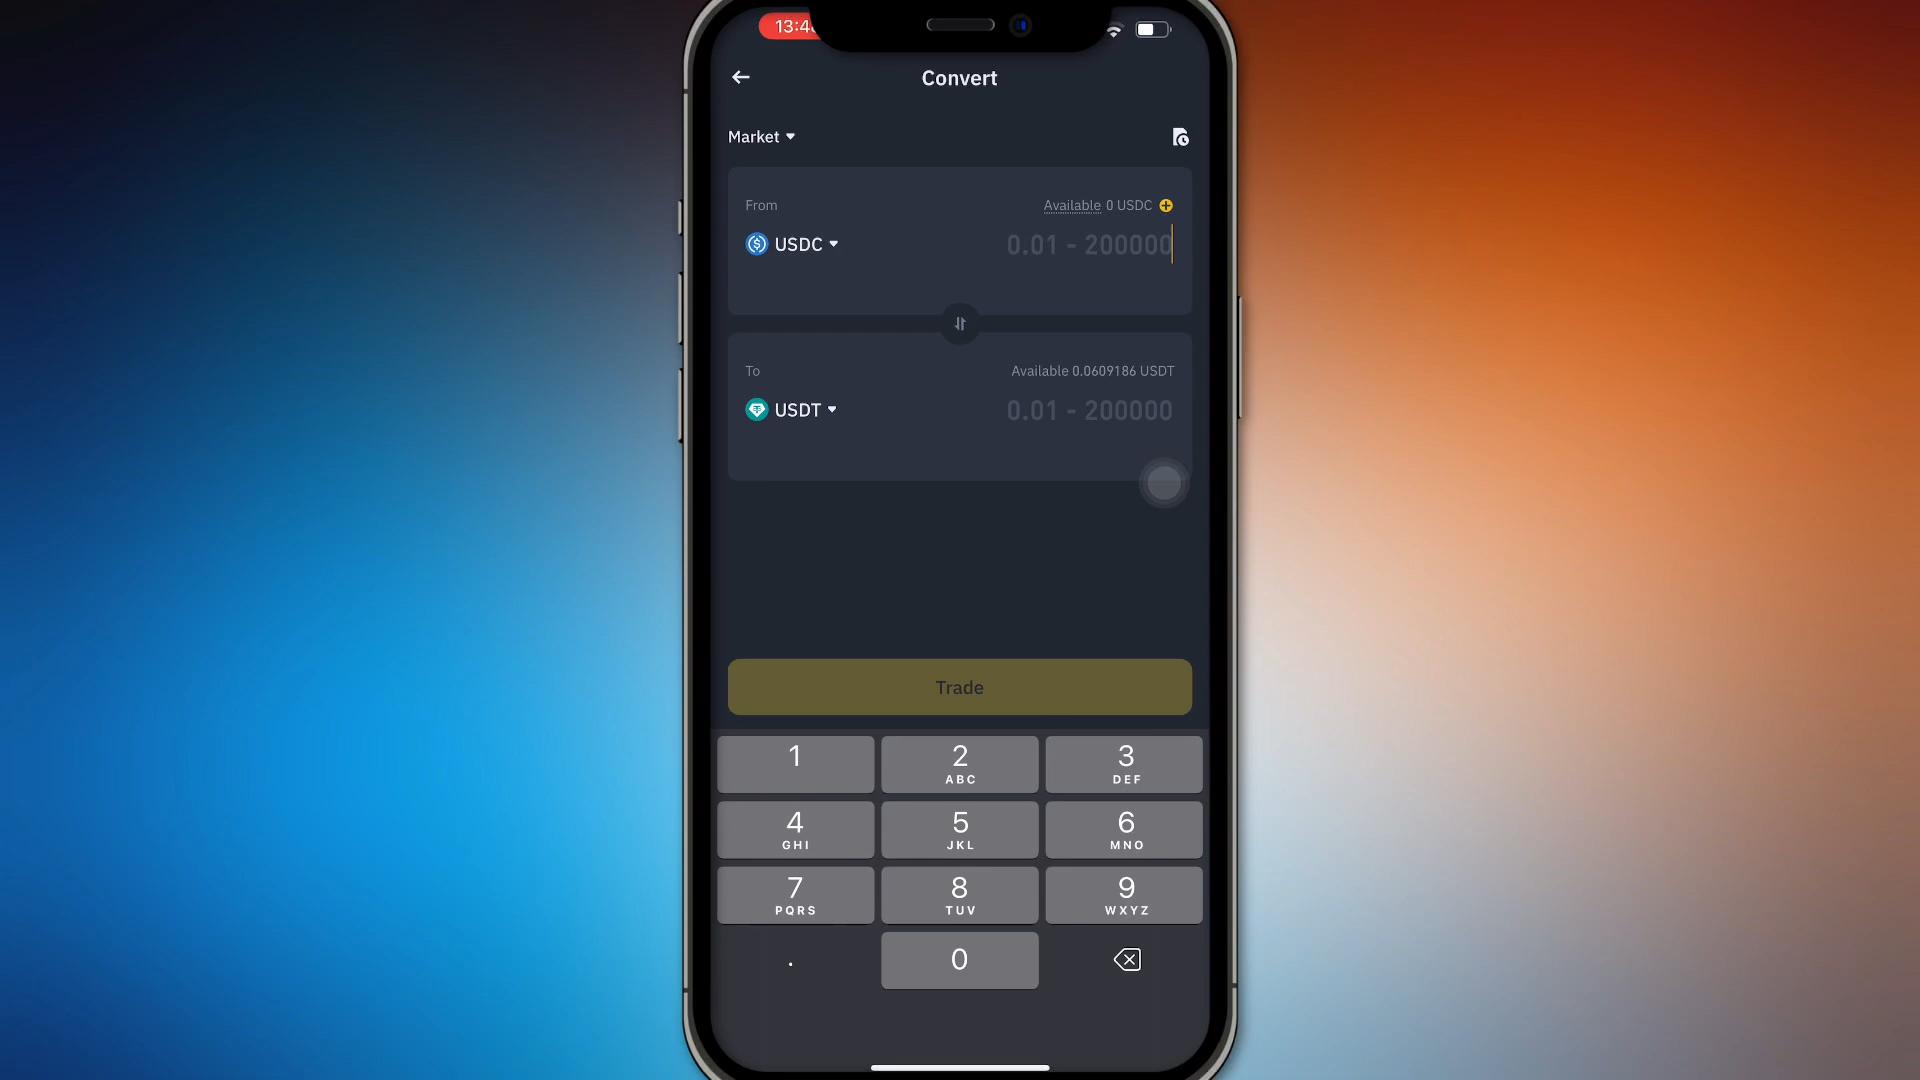 13:4
Convert
Market
From
Available 0 USDC
USDC
0.01 - 200000
To
Available 0.0609186 USDT
USDT
0.01 - 200000
Trade
1
2
ABC
3
DEF
4
GHI
5
JKL
6
MNO
7
PQRS
8
TUV
9
WXYZ
.
0